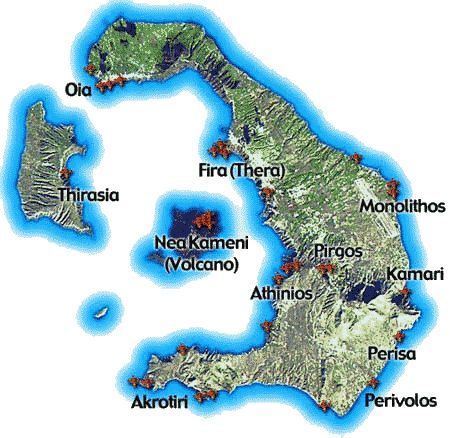 Oia
Fira (Thera)
Thirasia
Monolithos
Nea Kameni
(Volcano)
Pirgos
Kamari
Athinios
Perisa
Akrotiri
Perivolos